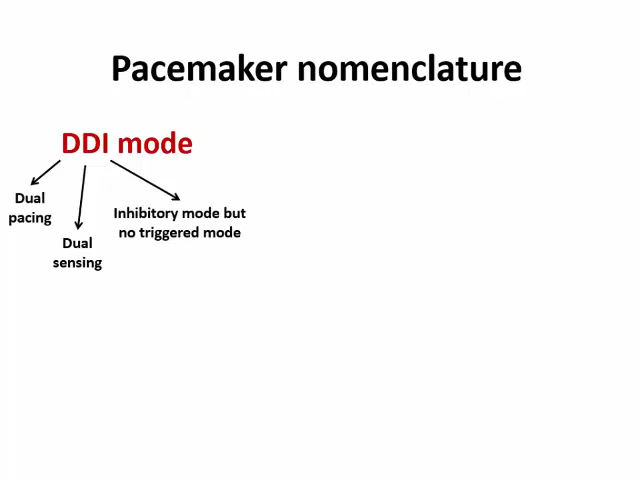 Pacemaker nomenclature
DDI mode
Dual
pacing
Dual
sensing
Inhibitory mode but
no triggered mode